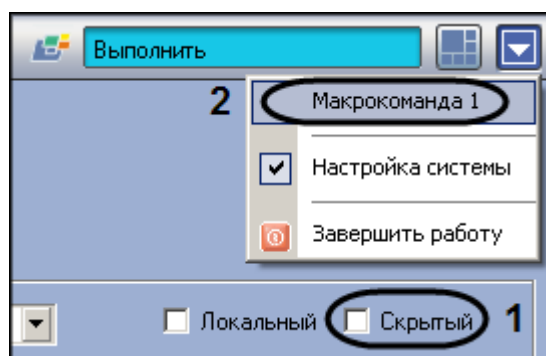 Выполнить
2 Макрокоманда 1
Настройка системы
Завершить работу
Локальный Скрытый 1